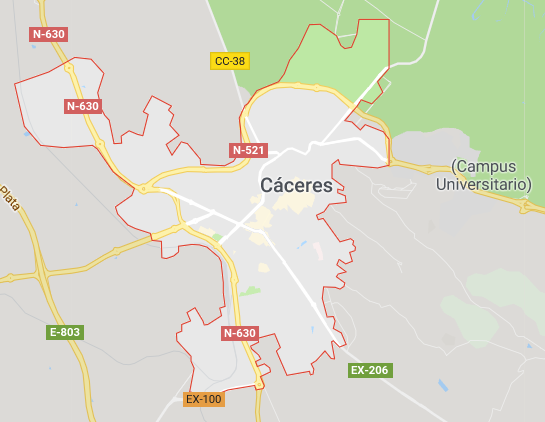 N-630
CC-38
N-630
N-521
(Campus
Universitario)
Cáceres
Plata
E-803
N-630
EX-206
EX-100